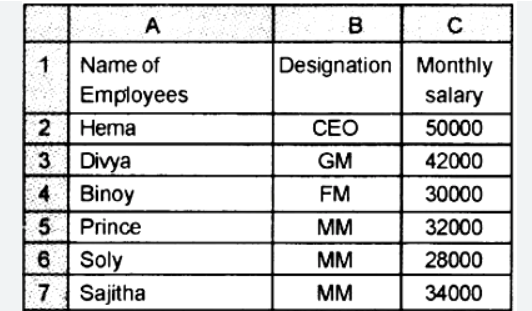 A B C
1 Name of Employees Designation Monthly salary
2 Hema CEO 50000
3 Divya GM 42000
4 Binoy FM 30000
5 Prince MM 32000
6 Soly MM 28000
7 Sajitha MM 34000